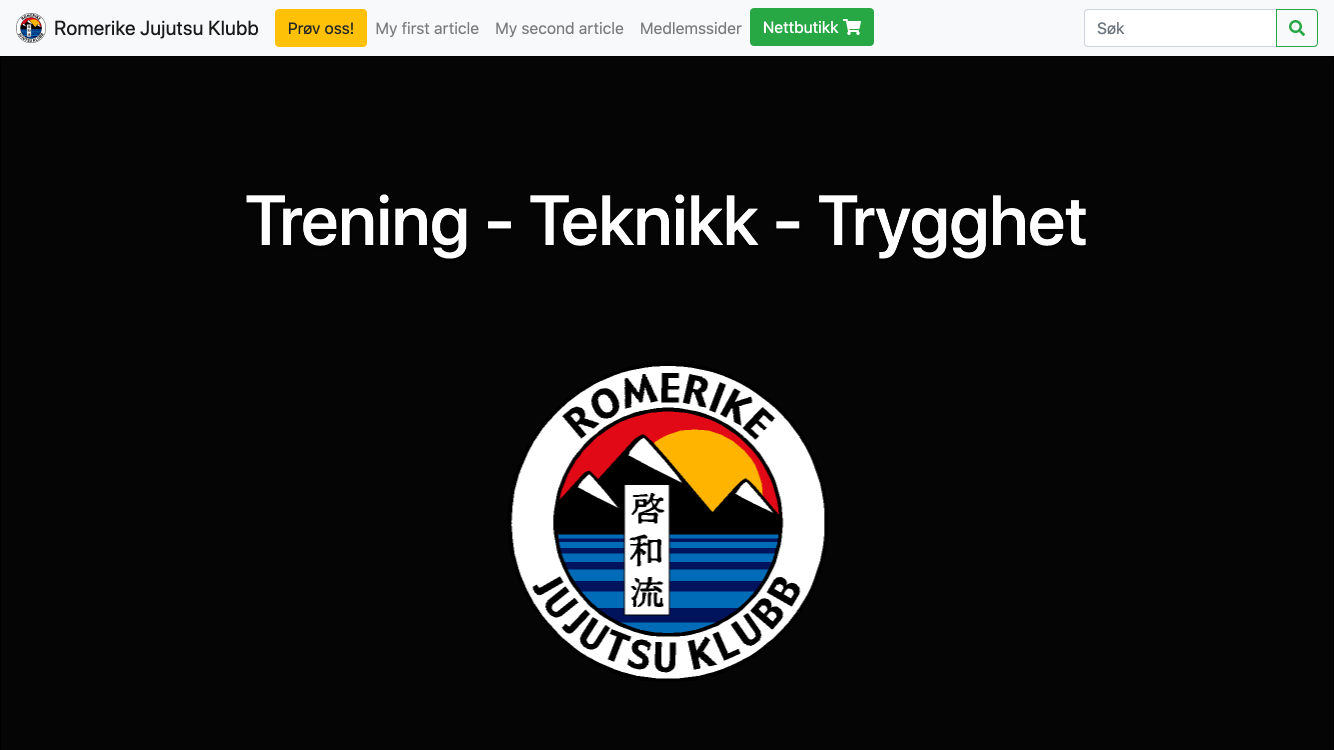 Romerike Jujutsu Klubb
Prøv oss!
My first article
My second article
Medlemssider
Nettbutikk
Søk
Trening - Teknikk - Trygghet
ROMERIKE
啓
和
流
JUJUTSU KLUBB